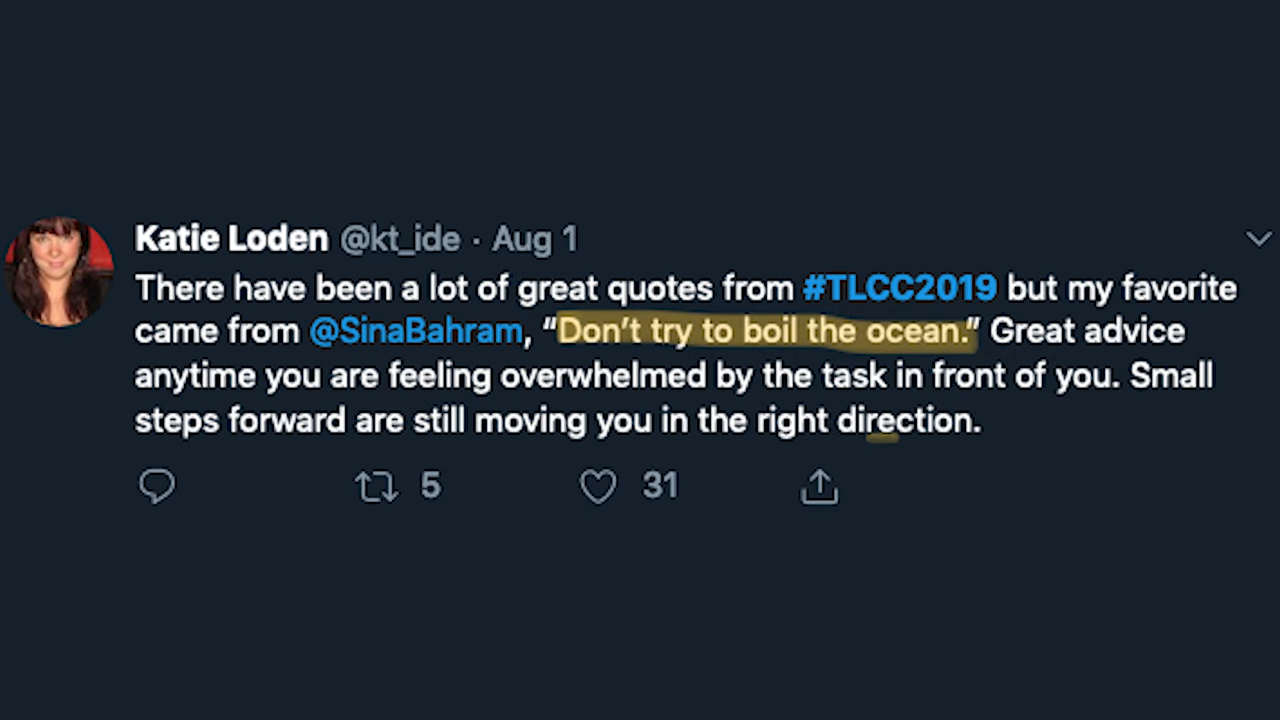 Katie Loden @kt_ide · Aug 1
There have been a lot of great quotes from #TLCC2019 but my favorite
came from @SinaBahram, “Don’t try to boil the ocean.” Great advice
anytime you are feeling overwhelmed by the task in front of you. Small
steps forward are still moving you in the right direction.
5 31